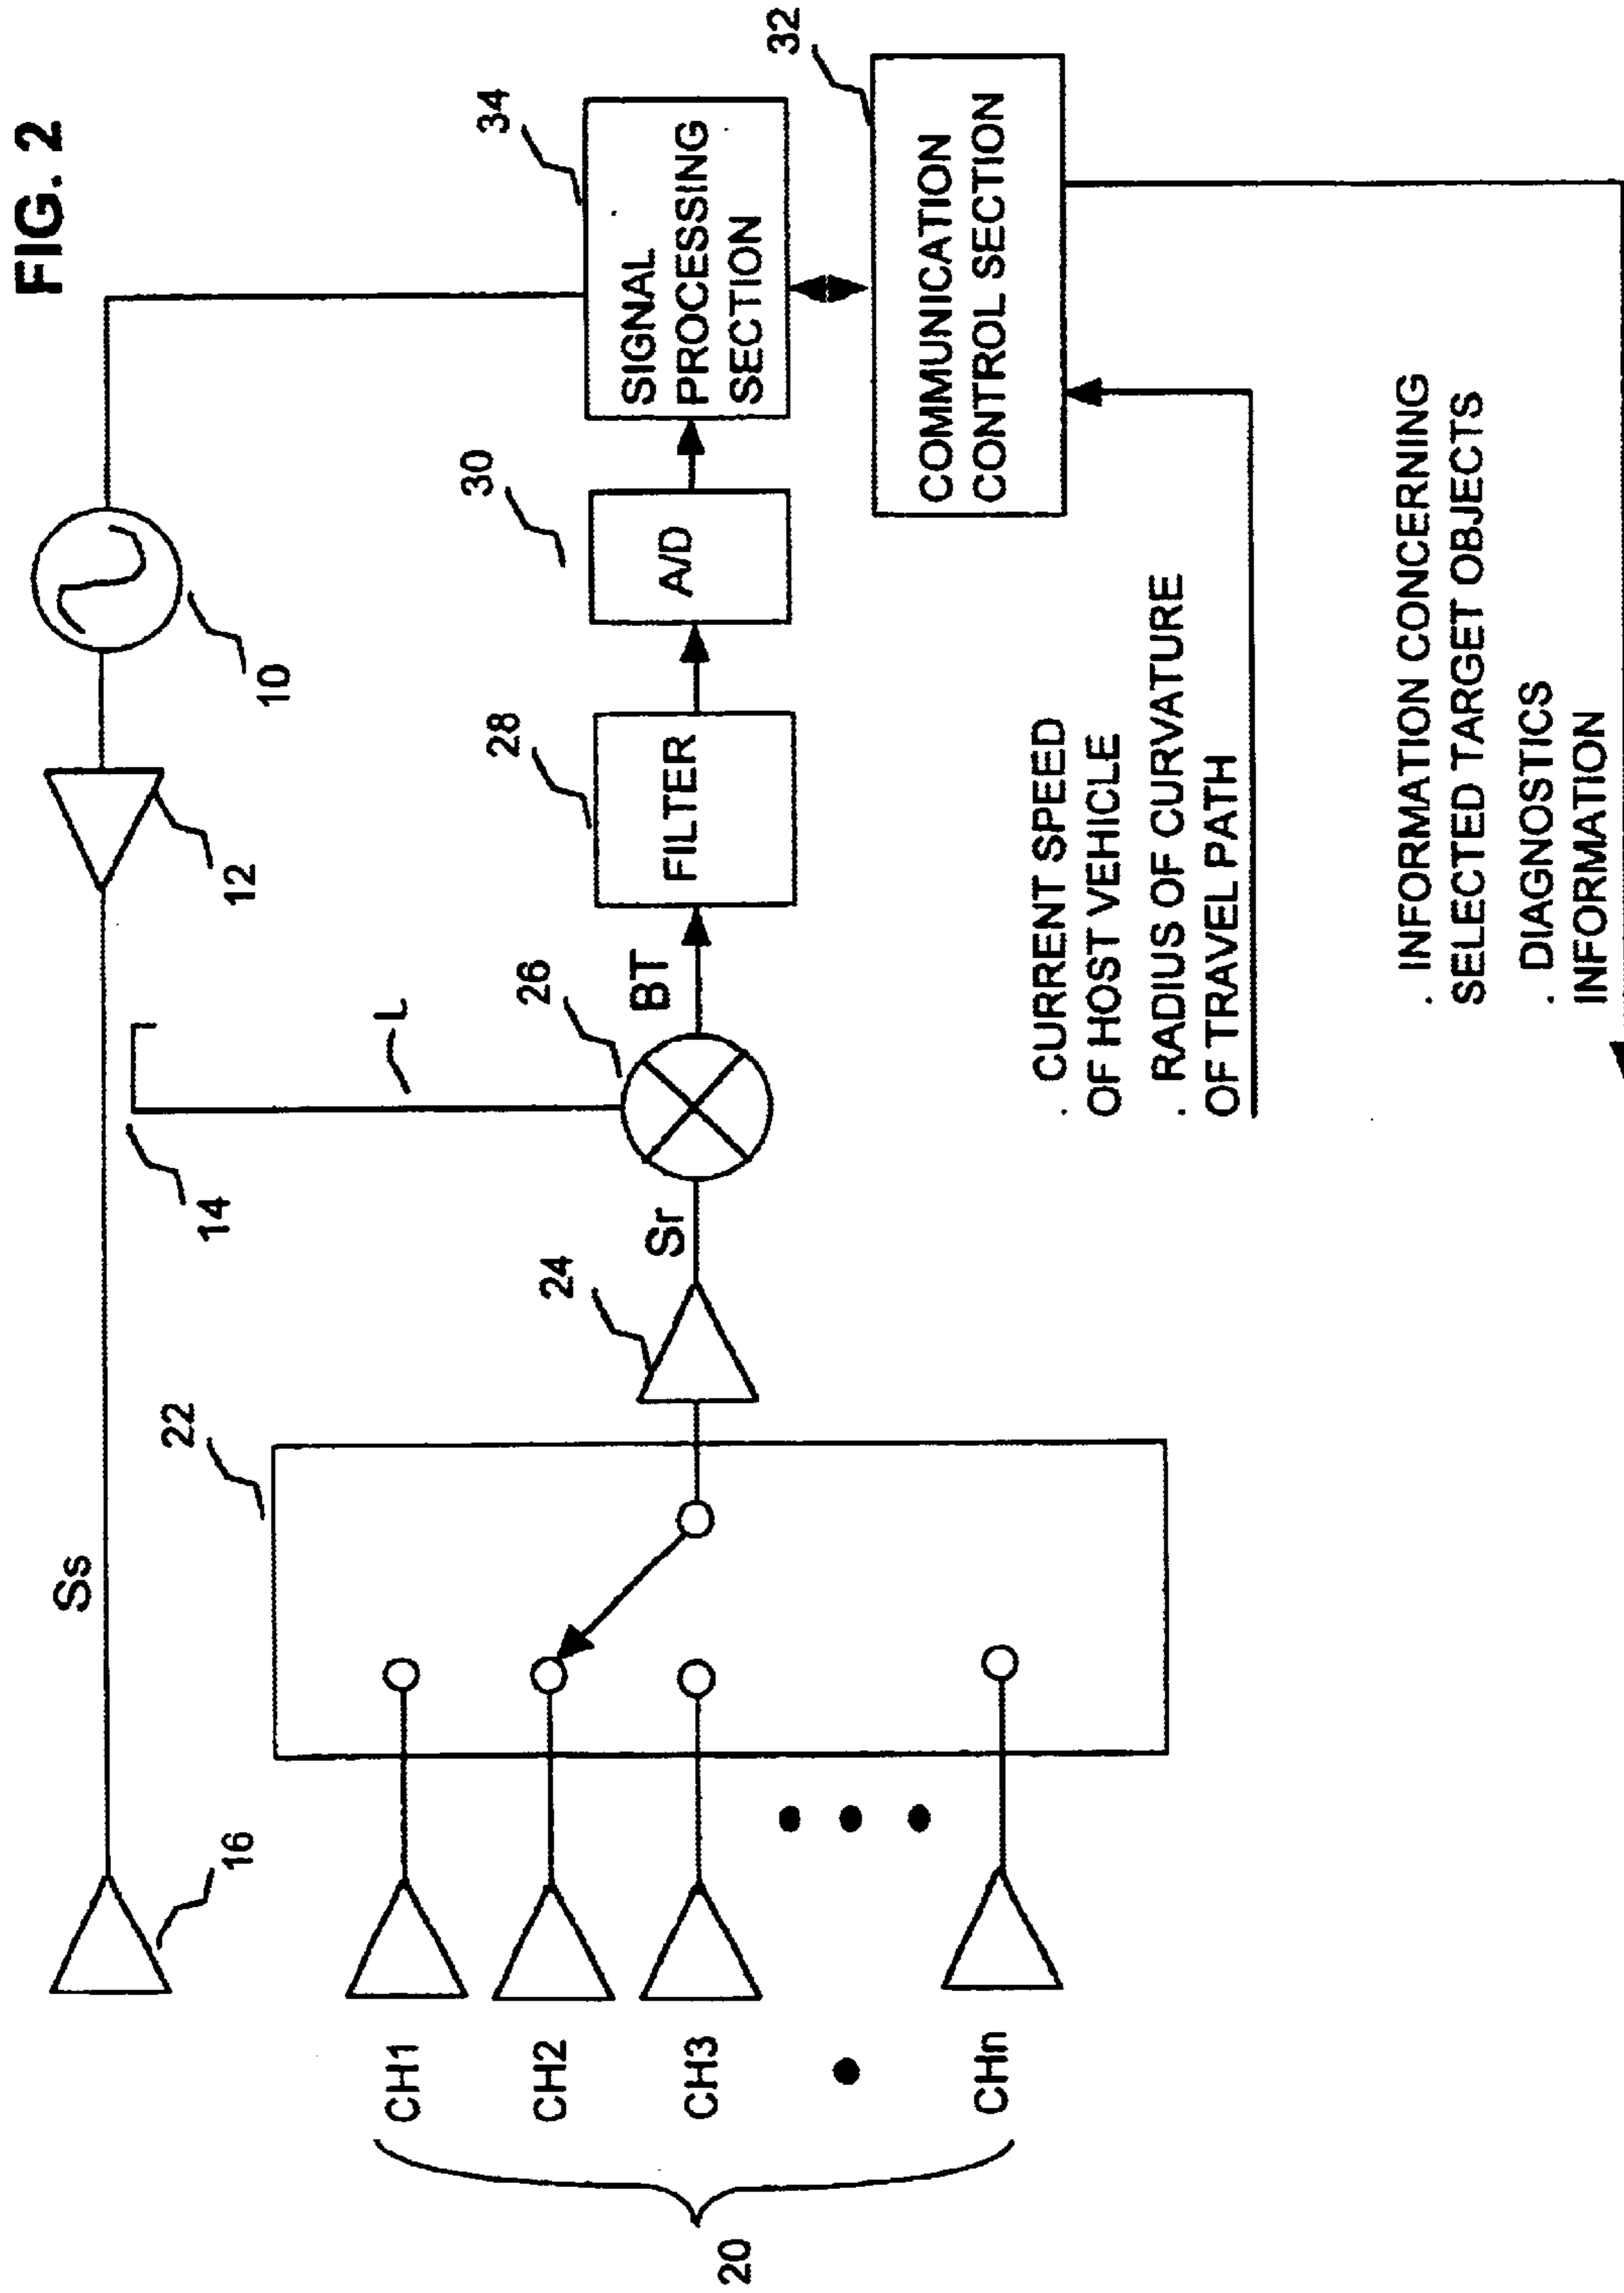 FIG. 2
Ss
16
14
12
10
22
24
Sr
L
26
BT
28
FILTER
30
A/D
34
SIGNAL
PROCESSING
SECTION
32
COMMUNICATION
CONTROL SECTION
CH1
CH2
CH3
CHn
20
. CURRENT SPEED
OF HOST VEHICLE
. RADIUS OF CURVATURE
OF TRAVEL PATH
. INFORMATION CONCERNING
SELECTED TARGET OBJECTS
. DIAGNOSTICS
INFORMATION